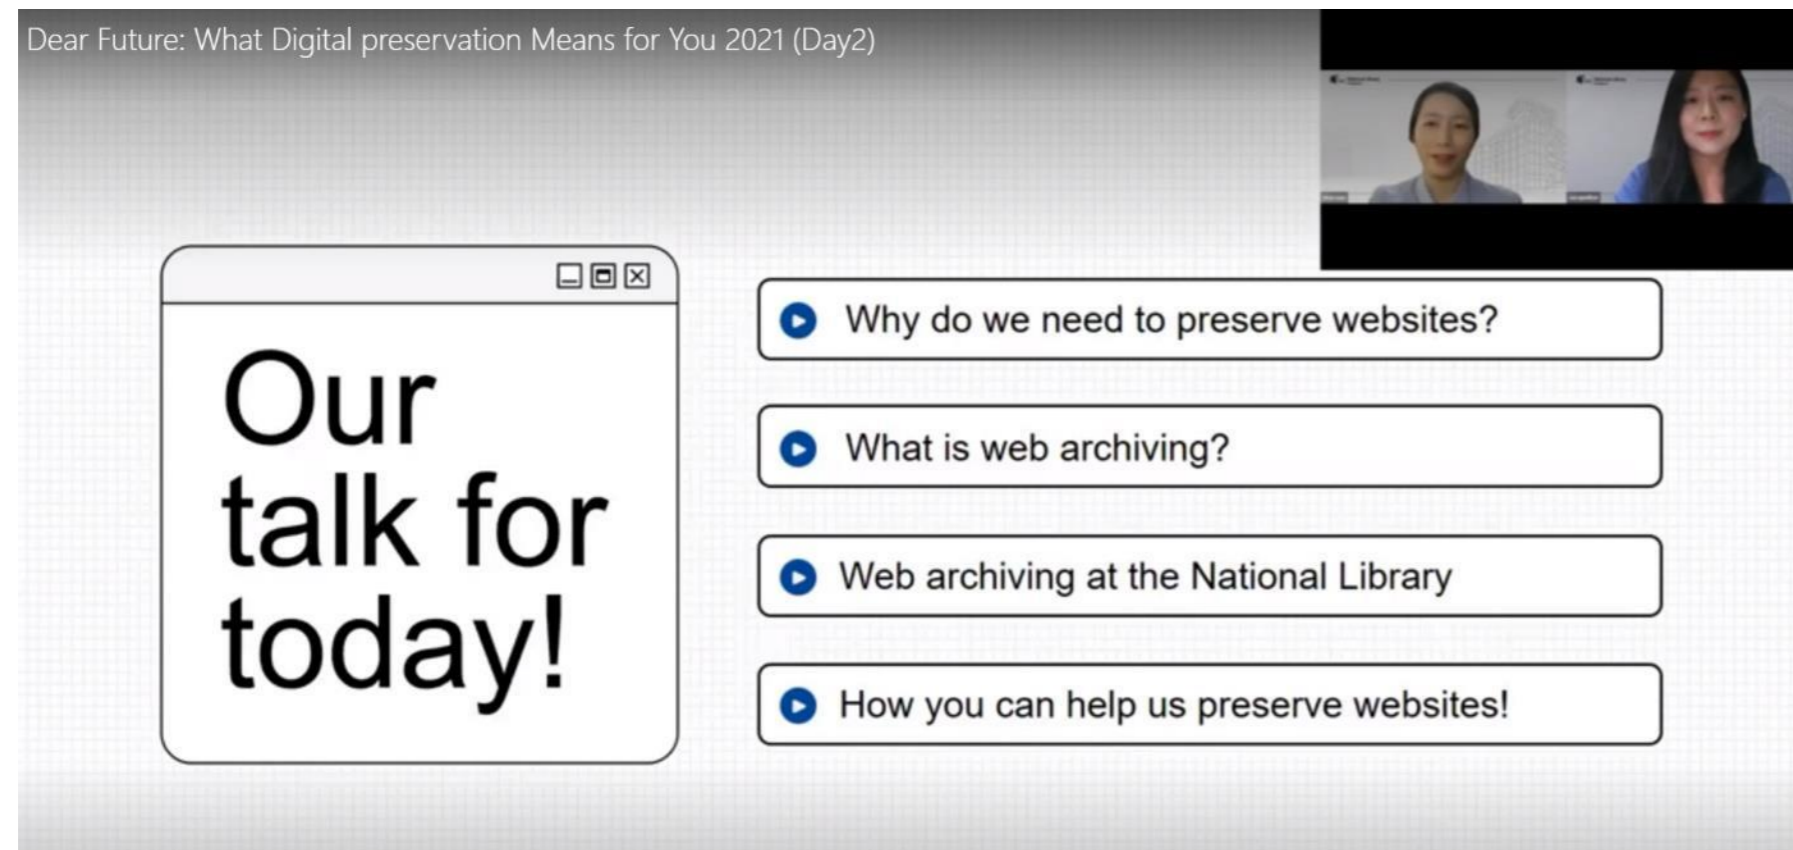 Dear Future: What Digital preservation Means for You 2021 (Day2)
Our
talk for
today!
Why do we need to preserve websites?
What is web archiving?
Web archiving at the National Library
How you can help us preserve websites!